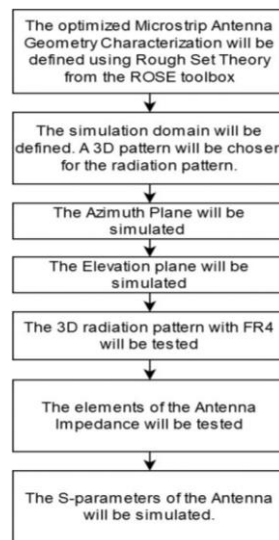 The optimized Microstrip Antenna
Geometry Characterization will be
defined using Rough Set Theory
from the ROSE toolbox
The simulation domain will be
defined. A 3D pattern will be chosen
for the radiation pattern.
The Azimuth Plane will be
simulated
The Elevation plane will be
simulated
The 3D radiation pattern with FR4
will be tested
The elements of the Antenna
Impedance will be tested
The S-parameters of the Antenna
will be simulated.